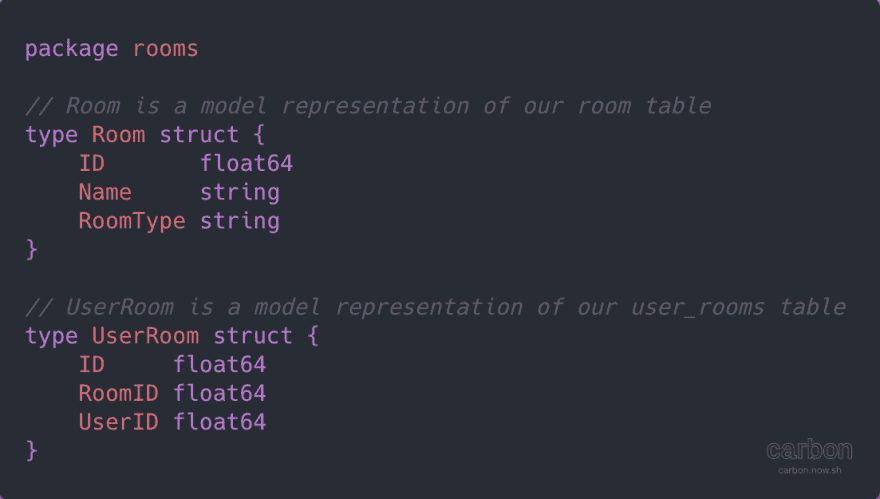 package rooms
// Room is a model representation of our room table
type Room struct {
    ID       float64
    Name     string
    RoomType string
}
// UserRoom is a model representation of our user_rooms table
type UserRoom struct {
    ID     float64
    RoomID float64
    UserID float64
}
carbon
carbon.now.sh